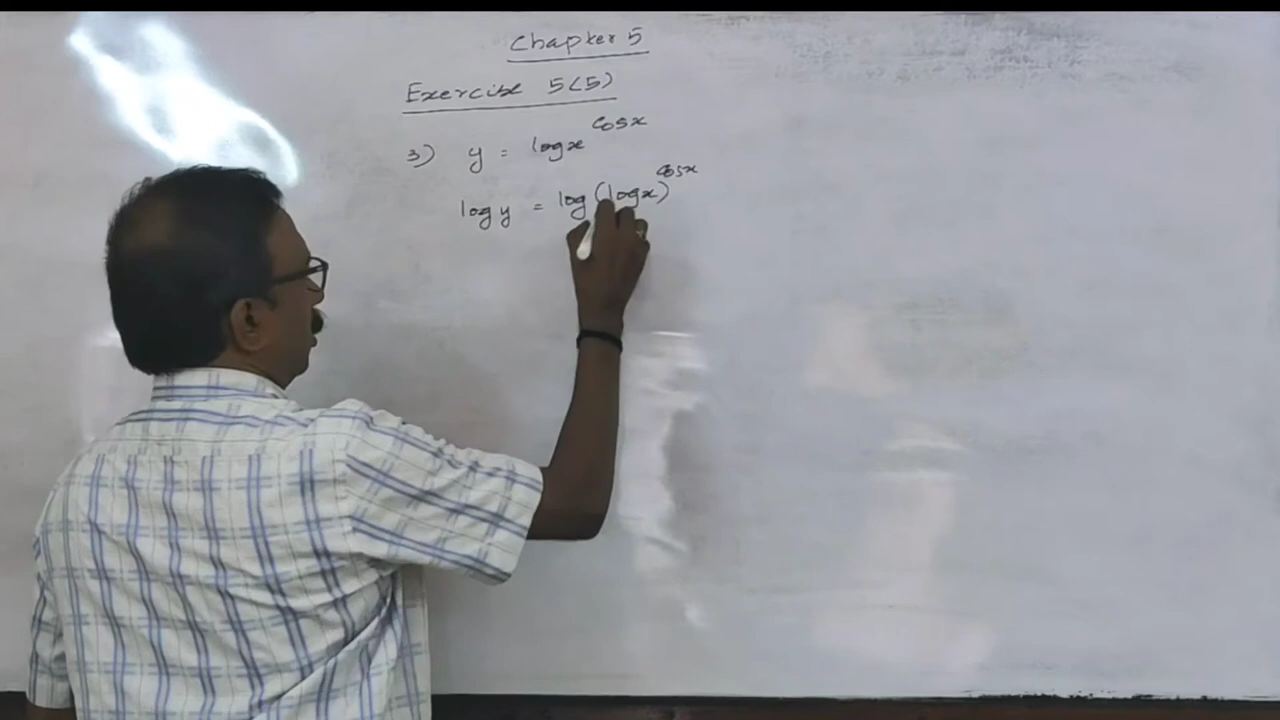 Chapter 5
Exercise 5(5)
3) y = logx^cosx
log y = log (logx)^cosx